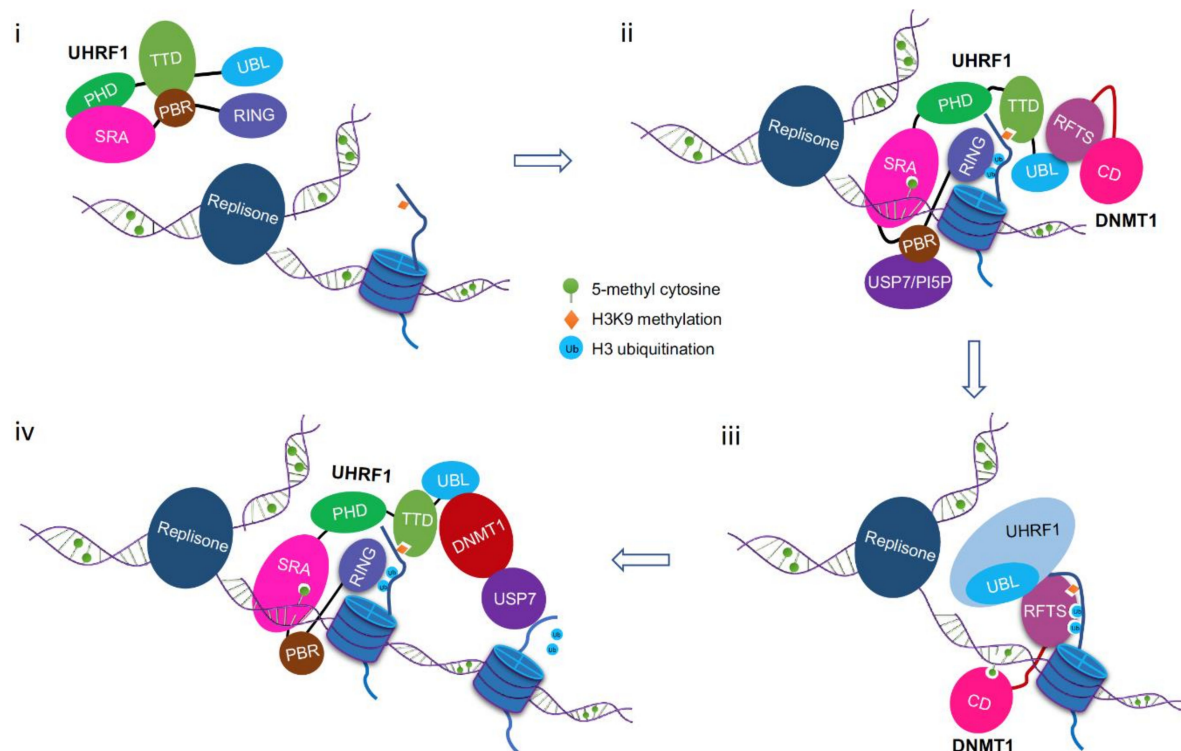 i
UHRF1
TTD
UBL
PHD
PBR
RING
SRA
Replisone
ii
UHRF1
PHD
TTD
RFTS
Replisone
RING
SRA
Ub
Ub
UBL
CD
DNMT1
PBR
USP7/PI5P
5-methyl cytosine
H3K9 methylation
Ub H3 ubiquitination
iii
Replisone
UHRF1
UBL
RFTS
Ub
Ub
CD
DNMT1
iv
UHRF1
UBL
PHD
TTD
Replisone
DNMT1
SRA
RING
Ub
Ub
USP7
PBR
Ub
Ub